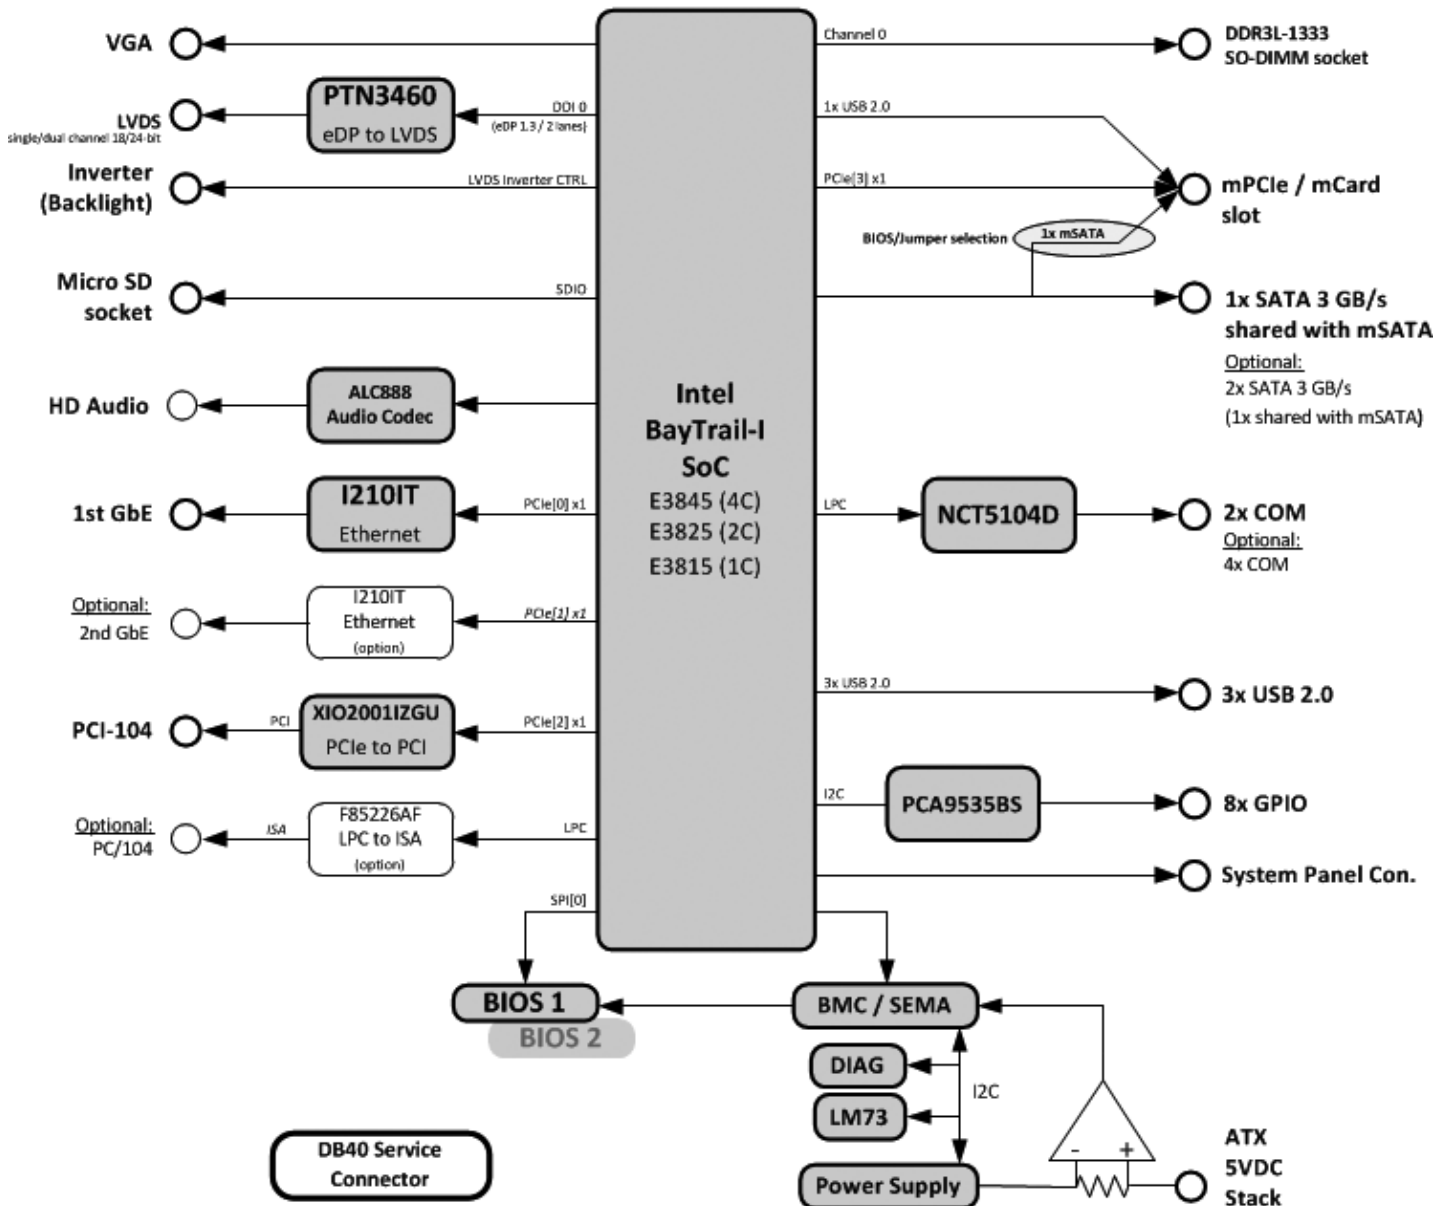 VGA
LVDS
single/dual channel 18/24-bit
PTN3460
eDP to LVDS
DDI 0
(eDP 1.3 / 2 lanes)
Inverter
(Backlight)
LVDS Inverter CTRL
Micro SD
socket
SDIO
HD Audio
ALC888
Audio Codec
1st GbE
I210IT
Ethernet
PCIe[0] x1
Optional:
2nd GbE
I210IT
Ethernet
(option)
PCIe[1] x1
PCI-104
PCI
XIO2001IZGU
PCIe to PCI
PCIe[2] x1
Optional:
PC/104
ISA
F85226AF
LPC to ISA
(option)
LPC
SPI[0]
Intel
BayTrail-I
SoC
E3845 (4C)
E3825 (2C)
E3815 (1C)
Channel 0
DDR3L-1333
SO-DIMM socket
1x USB 2.0
PCIe[3] x1
mPCIe / mCard
slot
BIOS/Jumper selection
1x mSATA
1x SATA 3 GB/s
shared with mSATA
Optional:
2x SATA 3 GB/s
(1x shared with mSATA)
LPC
NCT5104D
2x COM
Optional:
4x COM
3x USB 2.0
3x USB 2.0
I2C
PCA9535BS
8x GPIO
System Panel Con.
BIOS 1
BIOS 2
BMC / SEMA
DIAG
I2C
LM73
Power Supply
- +
ATX
5VDC
Stack
DB40 Service
Connector